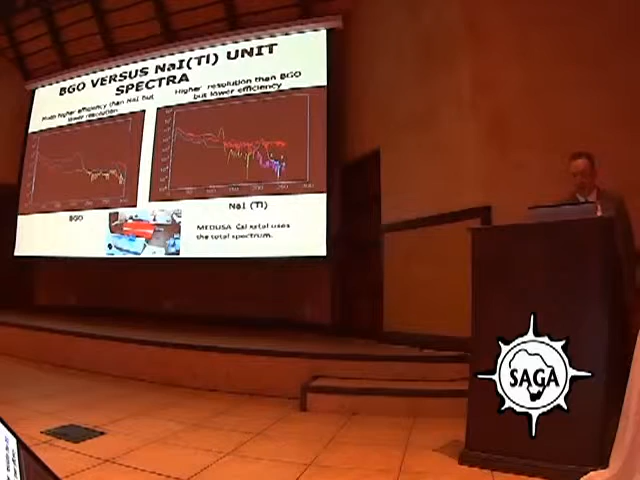 BGO VERSUS NaI(Tl) UNIT
SPECTRA
Much higher efficiency than NaI but
lower resolution
Higher resolution than BGO
but lower efficiency
BGO
NaI (Tl)
MEDUSA Cal xstal uses
the total spectrum.
SAGA